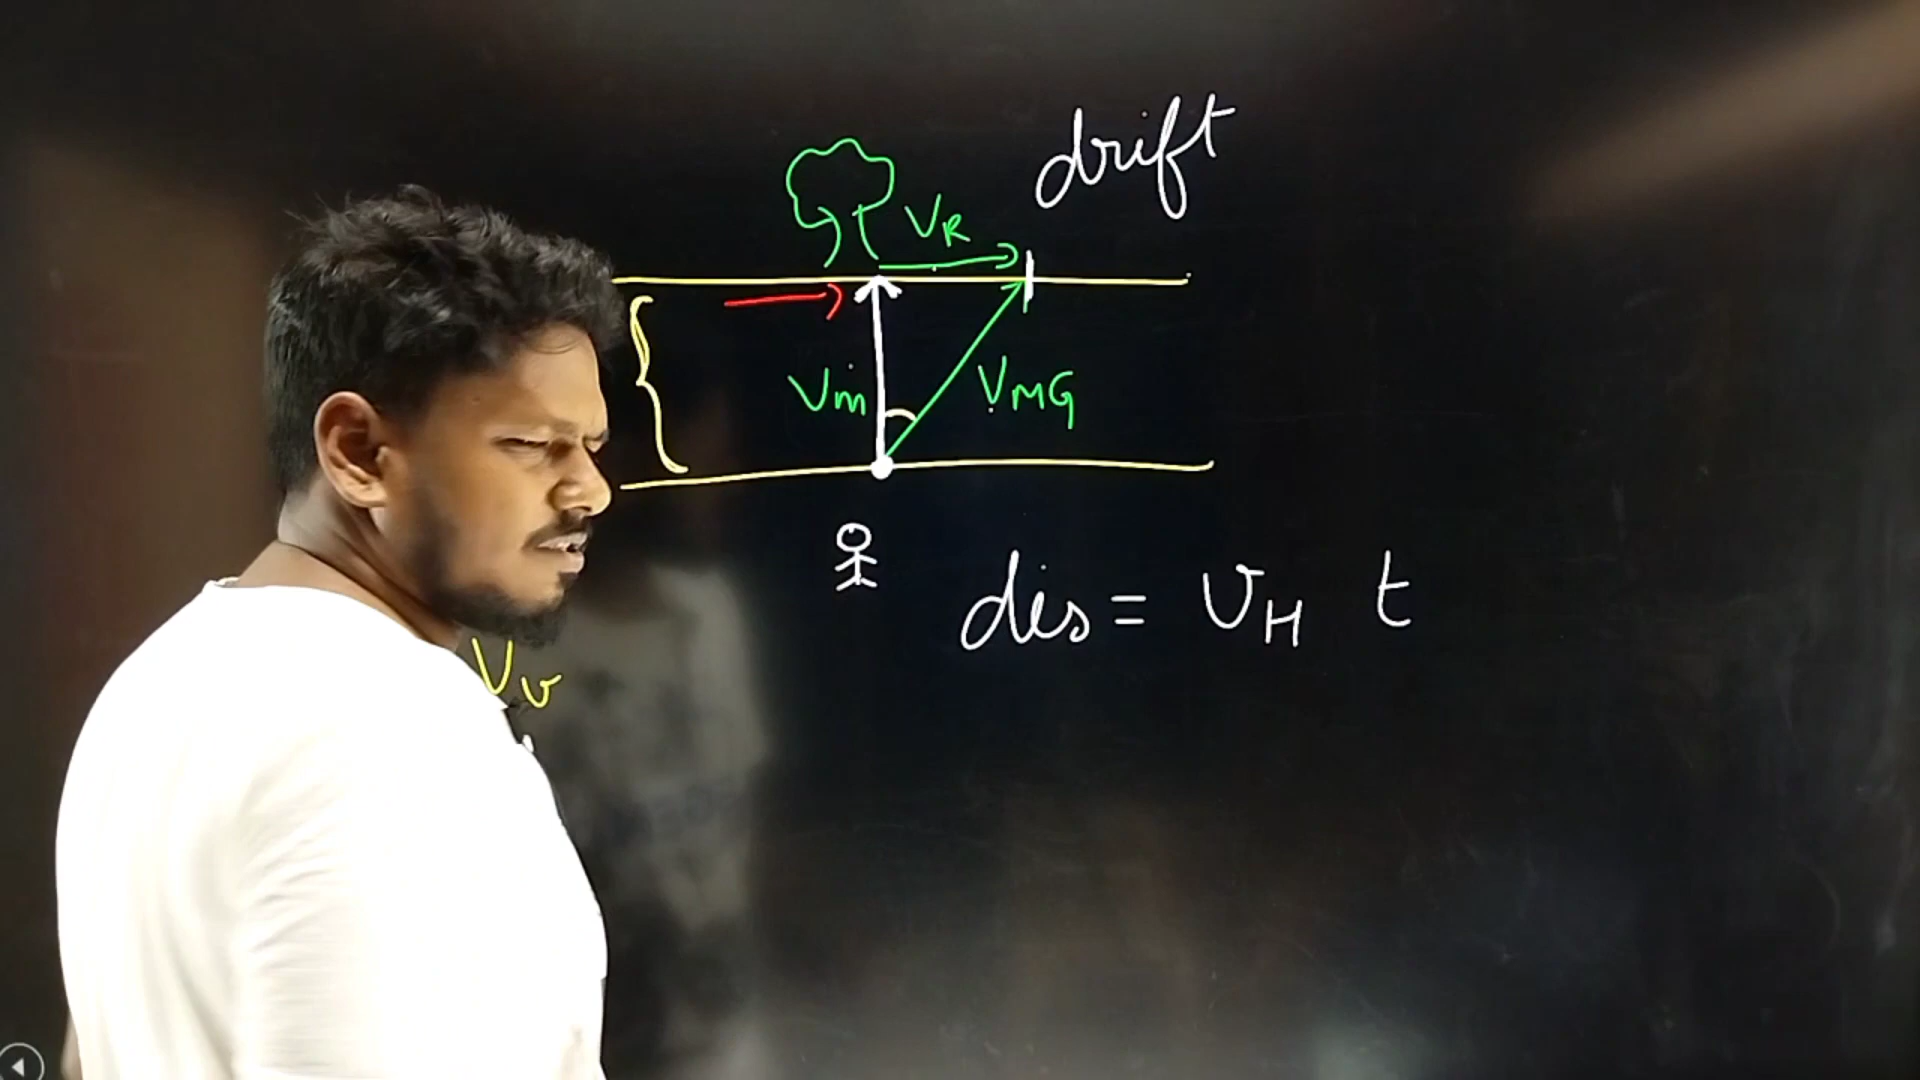 drift
VR
Vm
VMG
dis = VH t
Vv